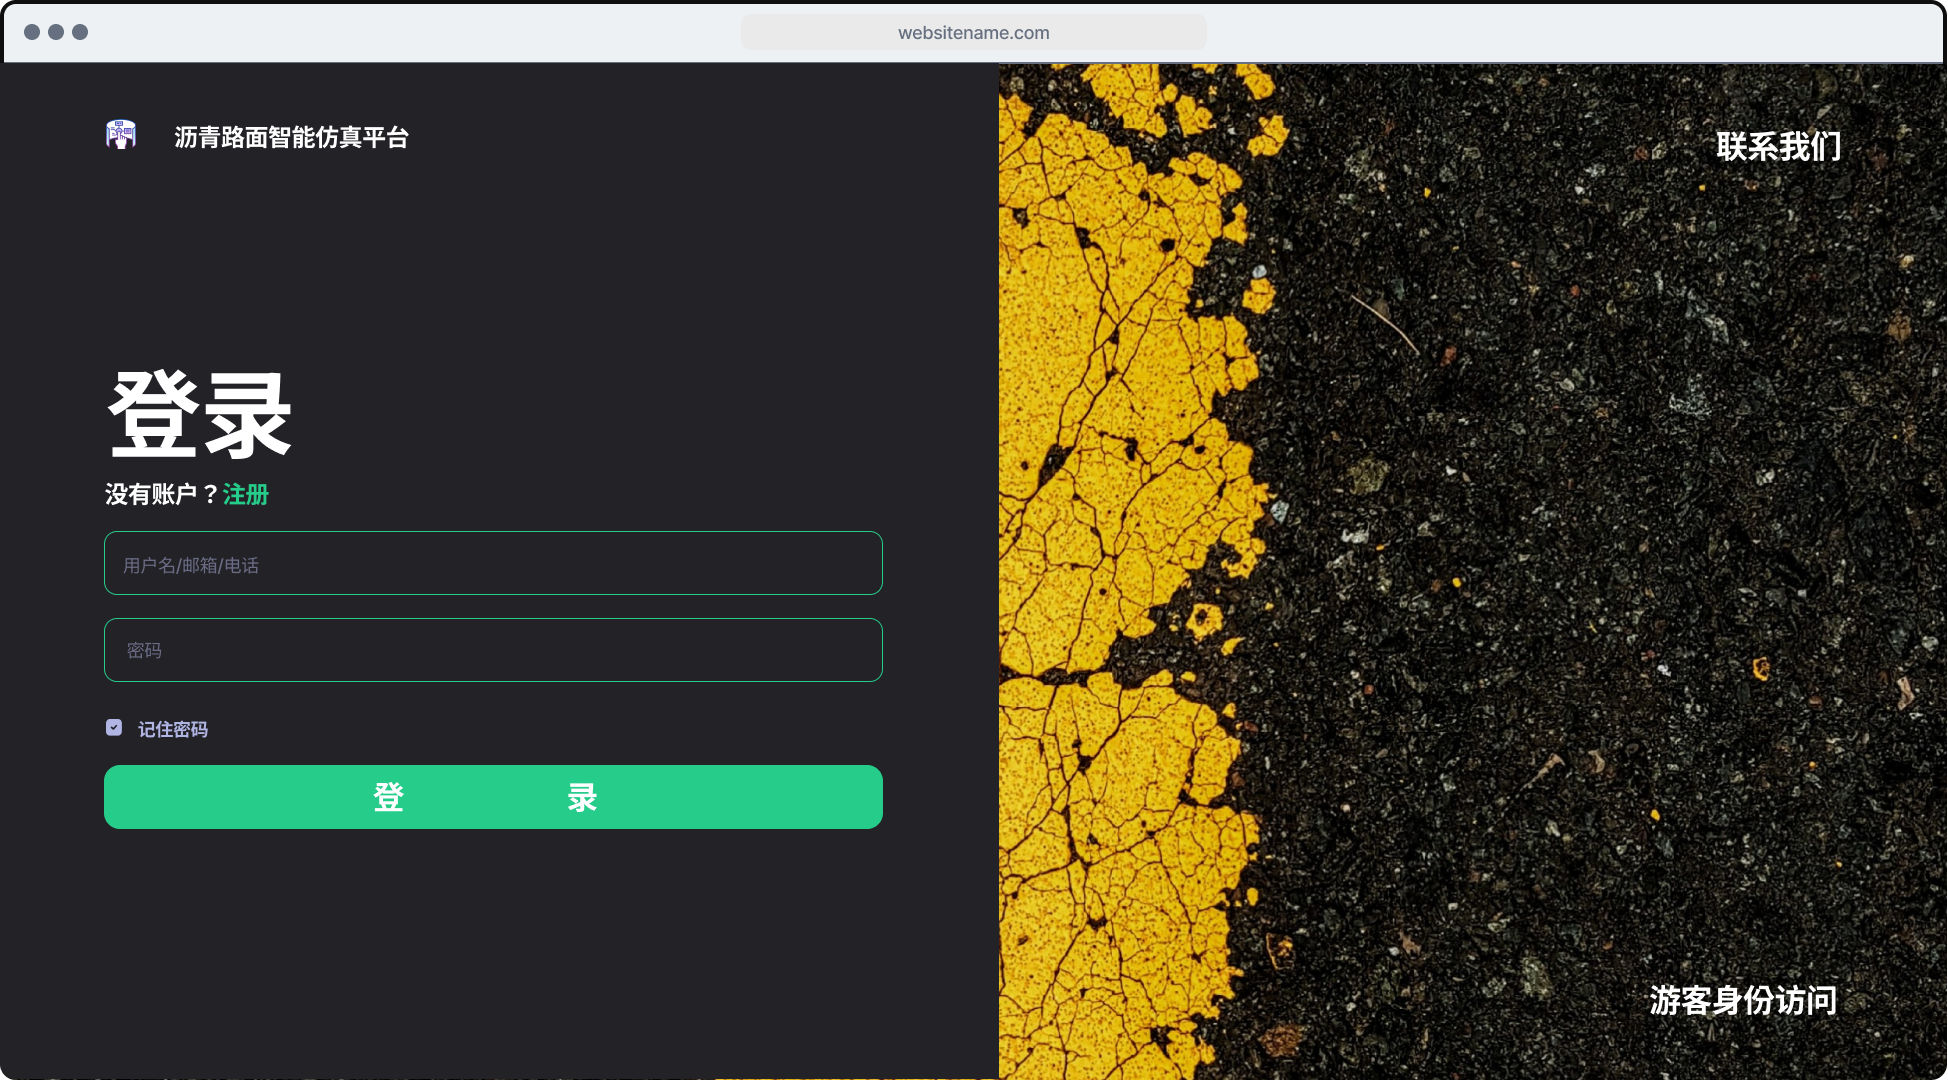 websitename.com
沥青路面智能仿真平台
联系我们
登录
没有账户？注册
用户名/邮箱/电话
密码
记住密码
登 录
游客身份访问